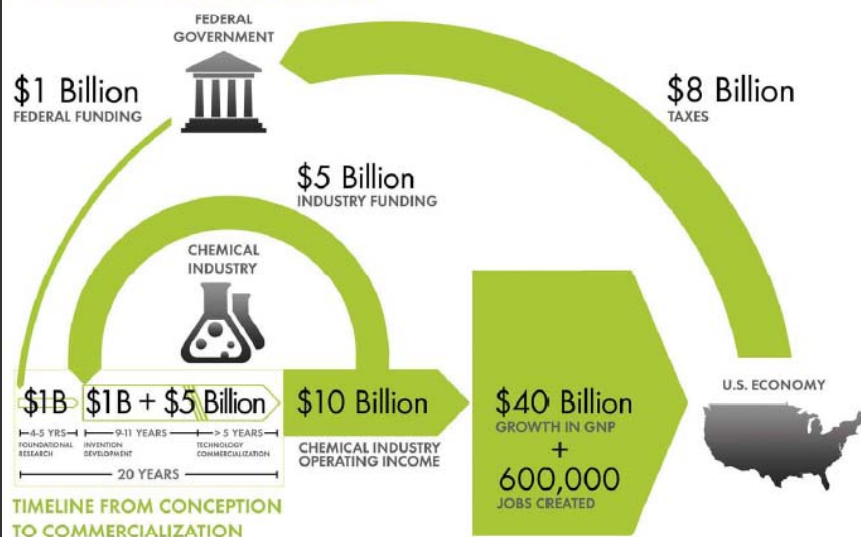 FEDERAL
GOVERNMENT
$1 Billion
FEDERAL FUNDING
$8 Billion
TAXES
$5 Billion
INDUSTRY FUNDING
CHEMICAL
INDUSTRY
$1B
$1B + $5 Billion
4-5 YRS
FOUNDATIONAL
RESEARCH
9-11 YEARS
INVENTION
DEVELOPMENT
> 5 YEARS
TECHNOLOGY
COMMERCIALIZATION
20 YEARS
TIMELINE FROM CONCEPTION
TO COMMERCIALIZATION
$10 Billion
CHEMICAL INDUSTRY
OPERATING INCOME
$40 Billion
GROWTH IN GNP
+
600,000
JOBS CREATED
U.S. ECONOMY